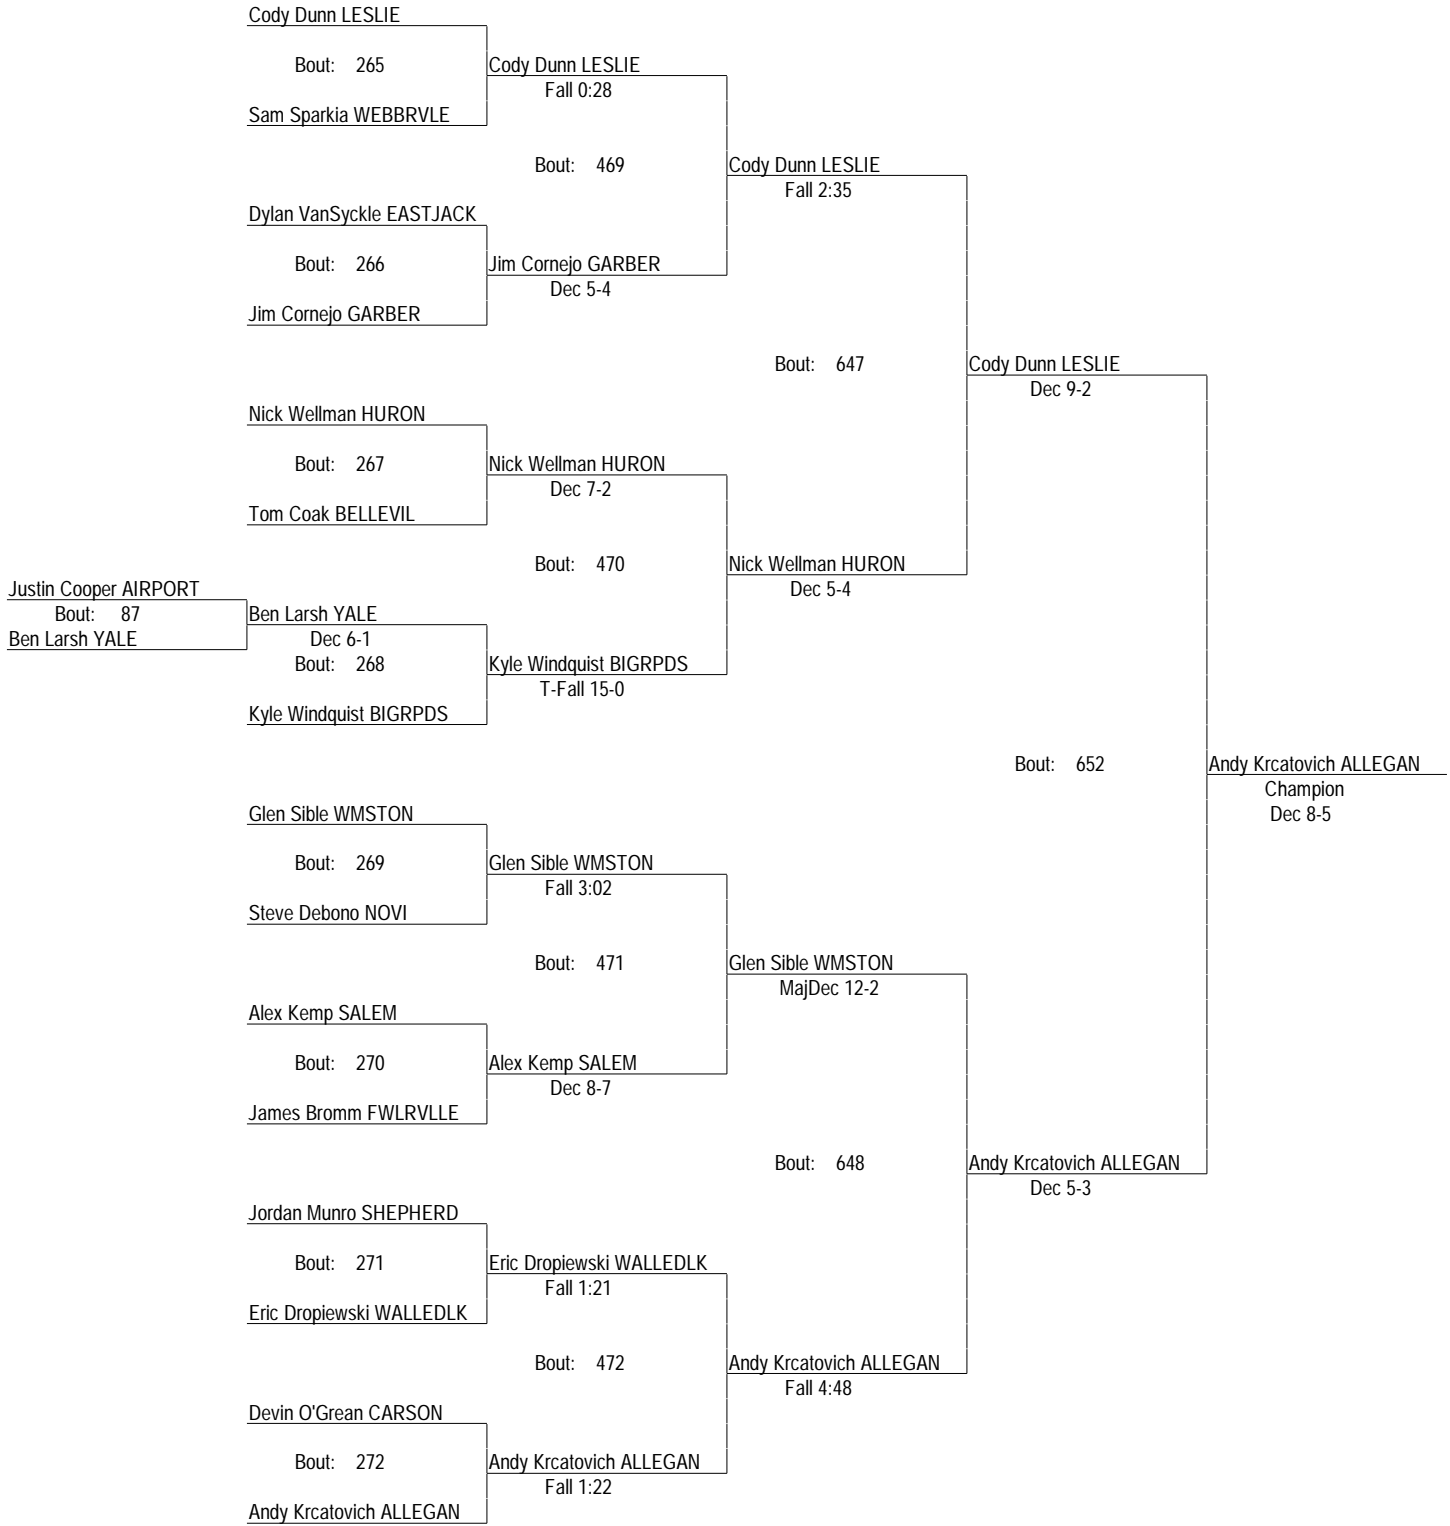 Cody Dunn LESLIE
Bout: 265
Cody Dunn LESLIE
Fall 0:28
Sam Sparkia WEBBRVLE
Bout: 469
Cody Dunn LESLIE
Fall 2:35
Dylan VanSyckle EASTJACK
Bout: 266
Jim Cornejo GARBER
Dec 5-4
Jim Cornejo GARBER
Bout: 647
Cody Dunn LESLIE
Dec 9-2
Nick Wellman HURON
Bout: 267
Nick Wellman HURON
Dec 7-2
Tom Coak BELLEVIL
Bout: 470
Nick Wellman HURON
Dec 5-4
Justin Cooper AIRPORT
Bout: 87
Ben Larsh YALE
Ben Larsh YALE
Dec 6-1
Bout: 268
Kyle Windquist BIGRPDS
T-Fall 15-0
Kyle Windquist BIGRPDS
Bout: 652
Andy Krcatovich ALLEGAN
Champion
Dec 8-5
Glen Sible WMSTON
Bout: 269
Glen Sible WMSTON
Fall 3:02
Steve Debono NOVI
Bout: 471
Glen Sible WMSTON
MajDec 12-2
Alex Kemp SALEM
Bout: 270
Alex Kemp SALEM
Dec 8-7
James Bromm FWLRVLLE
Bout: 648
Andy Krcatovich ALLEGAN
Dec 5-3
Jordan Munro SHEPHERD
Bout: 271
Eric Dropiewski WALLEDLK
Fall 1:21
Eric Dropiewski WALLEDLK
Bout: 472
Andy Krcatovich ALLEGAN
Fall 4:48
Devin O'Grean CARSON
Bout: 272
Andy Krcatovich ALLEGAN
Fall 1:22
Andy Krcatovich ALLEGAN